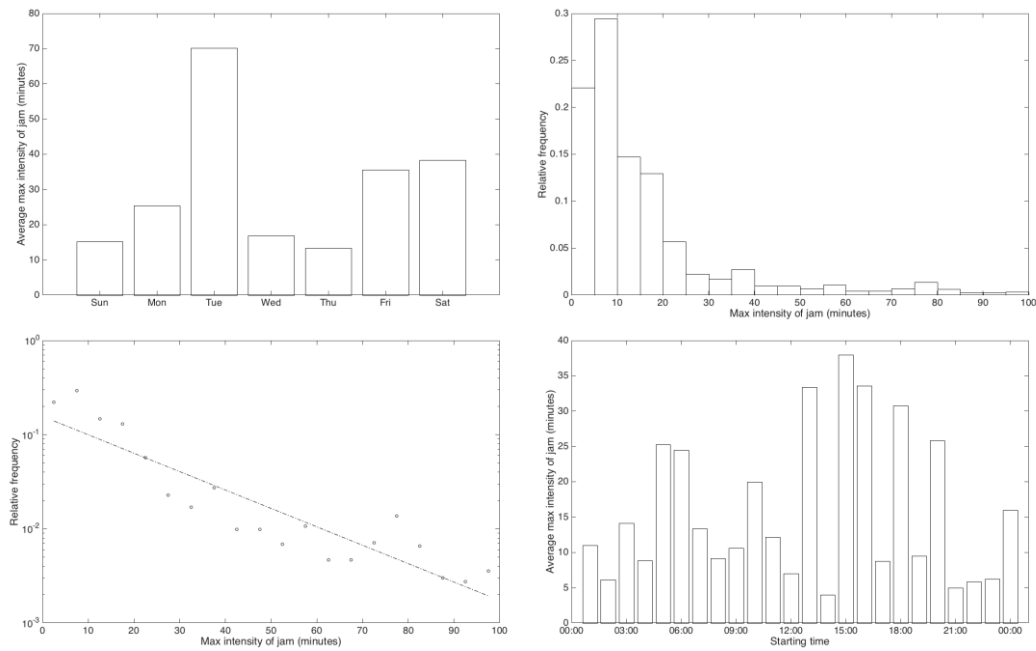 80
70
60
50
40
30
20
10
0
Average max intensity of jam (minutes)
Sun Mon Tue Wed Thu Fri Sat
0.3
0.25
0.2
0.15
0.1
0.05
0
Relative frequency
0 10 20 30 40 50 60 70 80 90 100
Max intensity of jam (minutes)
10^0
10^-1
10^-2
10^-3
Relative frequency
0 10 20 30 40 50 60 70 80 90 100
Max intensity of jam (minutes)
40
35
30
25
20
15
10
5
0
Average max intensity of jam (minutes)
00:00 03:00 06:00 09:00 12:00 15:00 18:00 21:00 00:00
Starting time